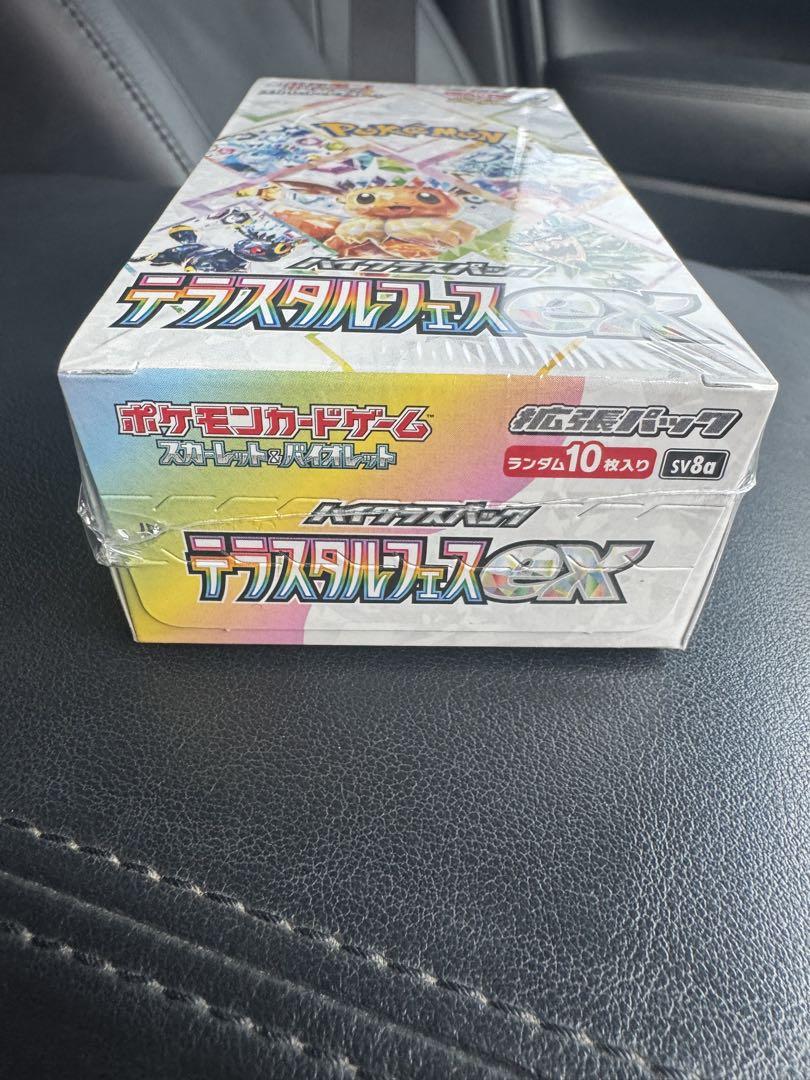 POKÉMON
ハイクラスパック
テラスタルフェスex
ポケモンカードゲーム™
スカーレット&バイオレット
拡張パック
ランダム10枚入り
SV8a
ハイクラスパック
テラスタルフェスex